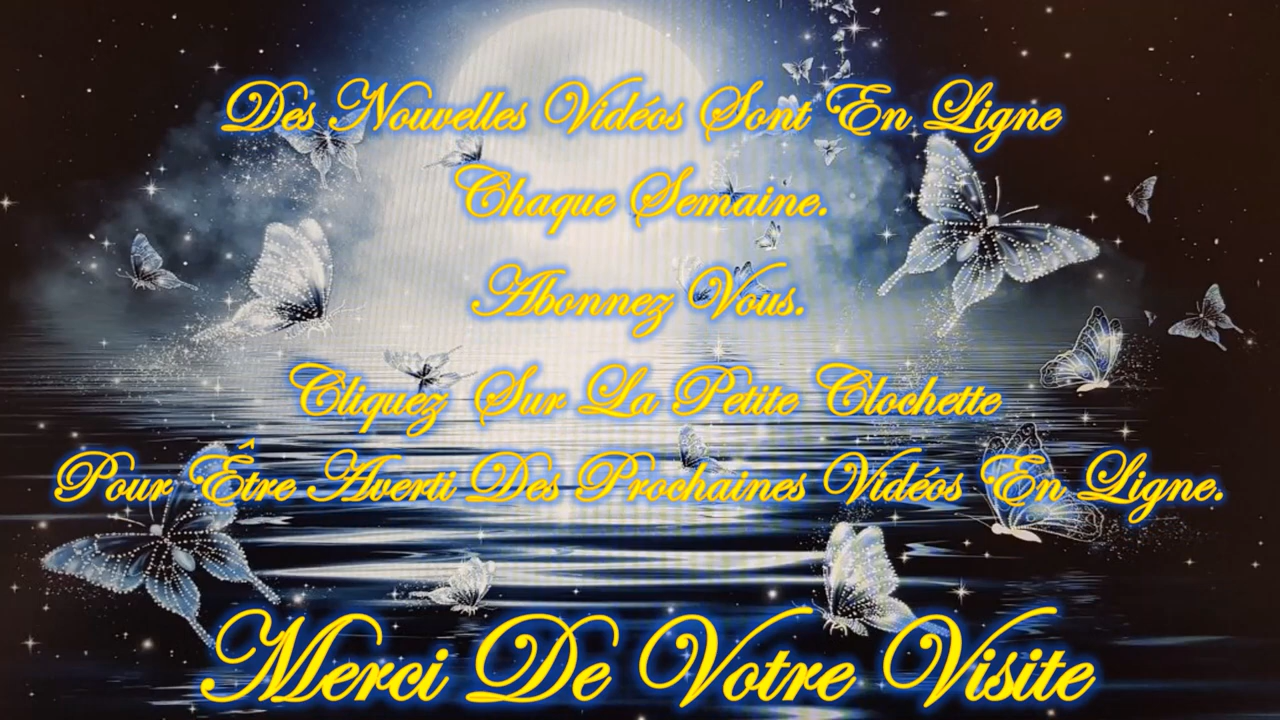 Des Nouvelles Vidéos Sont En Ligne
Chaque Semaine.
Abonnez Vous.
Cliquez Sur La Petite Clochette
Pour Être Averti Des Prochaines Vidéos En Ligne.
Merci De Votre Visite